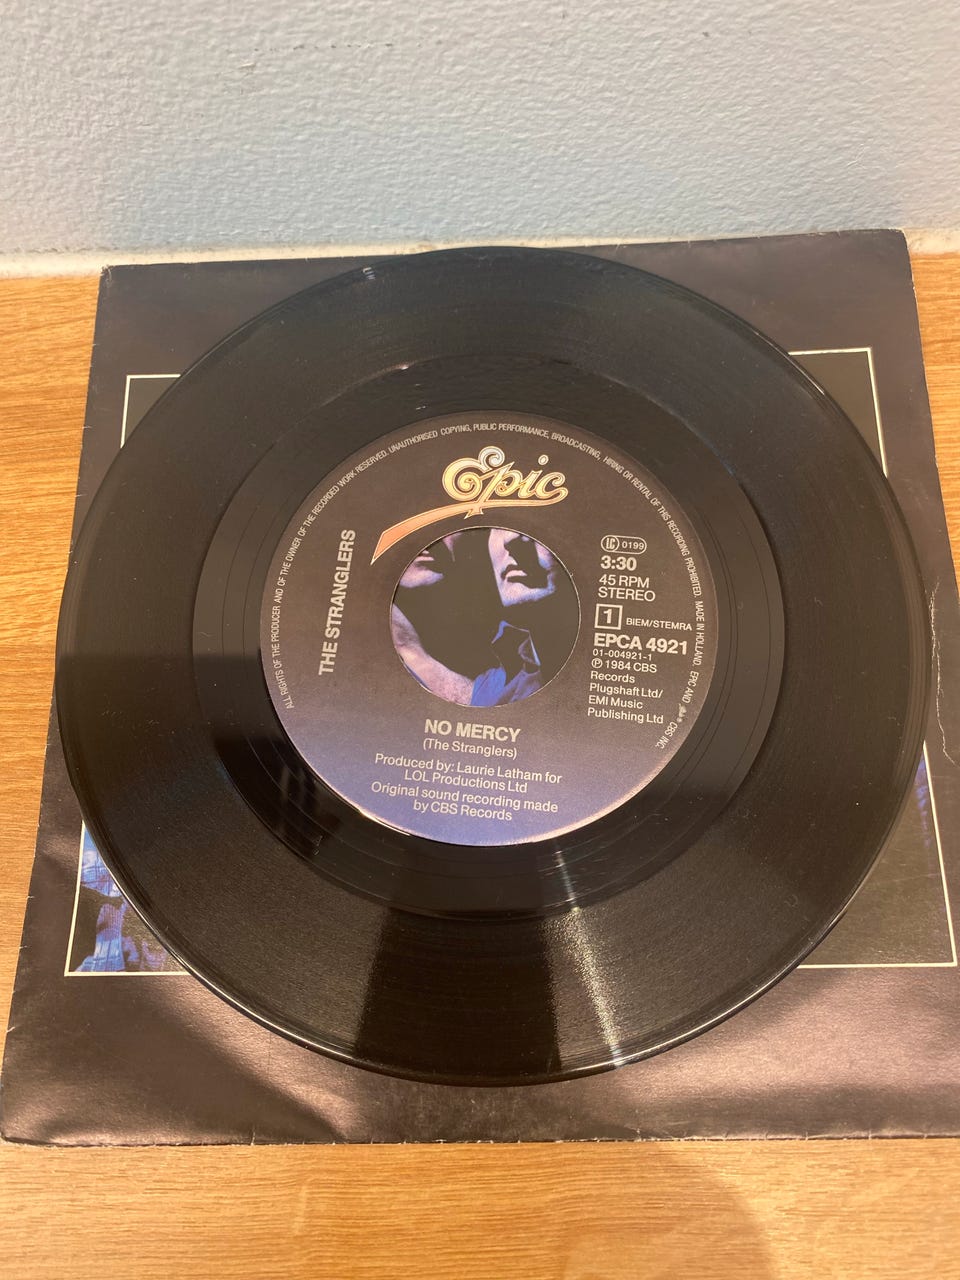 ALL RIGHTS OF THE PRODUCER AND OF THE OWNER OF THE RECORDED WORK RESERVED. UNAUTHORISED COPYING, PUBLIC PERFORMANCE, BROADCASTING, HIRING OR RENTAL OF THIS RECORDING PROHIBITED. MADE IN HOLLAND. EPIC AND CBS INC.
Epic
THE STRANGLERS
LC 0199
3:30
45 RPM
STEREO
1 BIEM/STEMRA
EPCA 4921
01-004921-1
℗ 1984 CBS
Records
Plugshaft Ltd/
EMI Music
Publishing Ltd
NO MERCY
(The Stranglers)
Produced by: Laurie Latham for
LOL Productions Ltd
Original sound recording made
by CBS Records